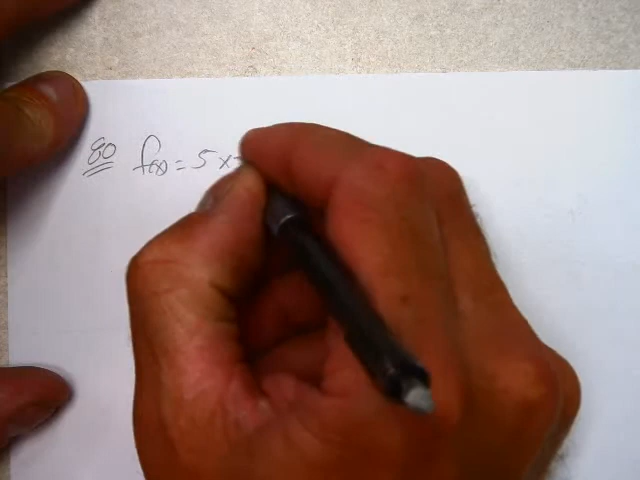 80 f(x) = 5x-